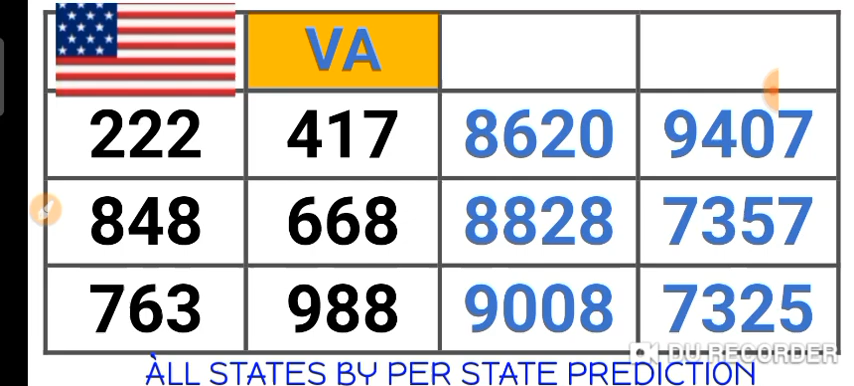 VA
222 417 8620 9407
848 668 8828 7357
763 988 9008 7325
DU RECORDER
ÀLL STATES BY PER STATE PREDICTION